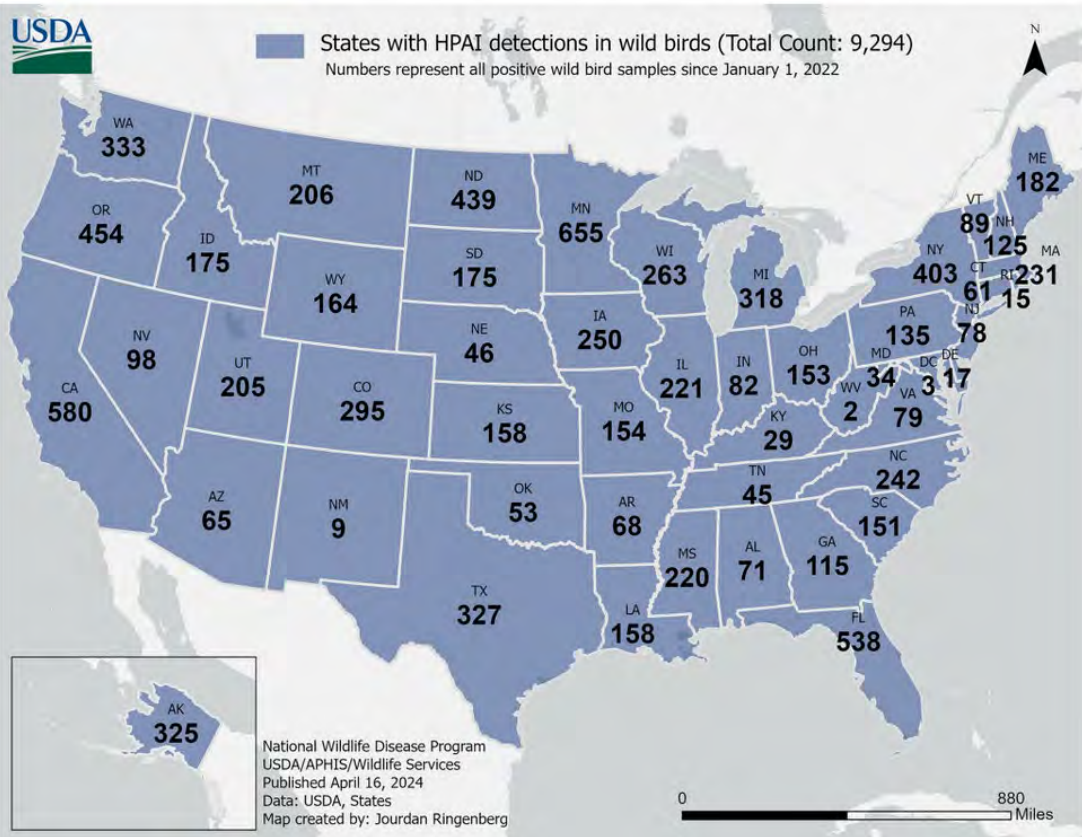 USDA
States with HPAI detections in wild birds (Total Count: 9,294)
Numbers represent all positive wild bird samples since January 1, 2022
N
WA
333
MT
206
ND
439
MN
655
ME
182
OR
454
ID
175
SD
175
WI
263
MI
318
VT
89
NH
125
NY
403
MA
231
CT
61
RI
15
WY
164
IA
250
NE
46
PA
135
NJ
78
NV
98
UT
205
CO
295
IL
221
IN
82
OH
153
MD
34
DC
3
DE
17
WV
2
VA
79
CA
580
KS
158
MO
154
KY
29
NC
242
TN
45
SC
151
AZ
65
NM
9
OK
53
AR
68
MS
220
AL
71
GA
115
TX
327
LA
158
FL
538
AK
325
National Wildlife Disease Program
USDA/APHIS/Wildlife Services
Published April 16, 2024
Data: USDA, States
Map created by: Jourdan Ringenberg
0
880
Miles